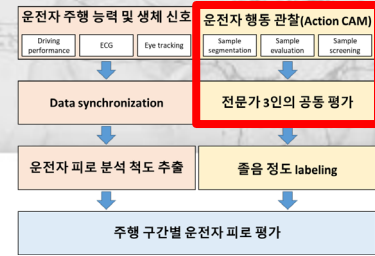 운전자 주행 능력 및 생체 신호
운전자 행동 관찰(Action CAM)
Driving
performance
ECG
Eye tracking
Sample
segmentation
Sample
evaluation
Sample
screening
Data synchronization
전문가 3인의 공동 평가
운전자 피로 분석 척도 추출
졸음 정도 labeling
주행 구간별 운전자 피로 평가